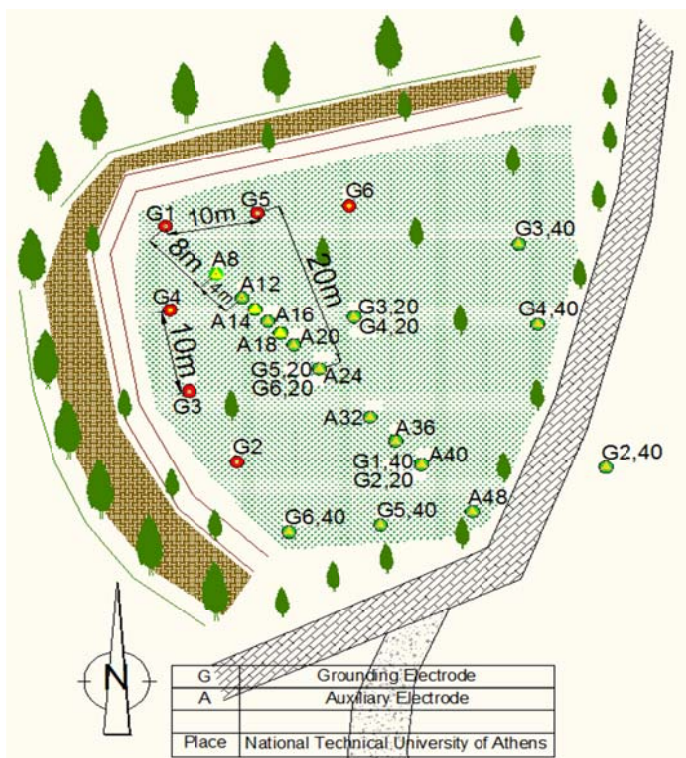 G6
G5
G1
10m
G3,40
8m
A8
20m
4m
A12
G4
G3,20
G4,20
A14
A16
G4,40
A18
A20
10m
G5,20
G6,20
A24
G3
A32
A36
G2
G1,40
G2,20
A40
G2,40
A48
G6,40
G5,40
N
G Grounding Electrode
A Auxiliary Electrode
Place National Technical University of Athens